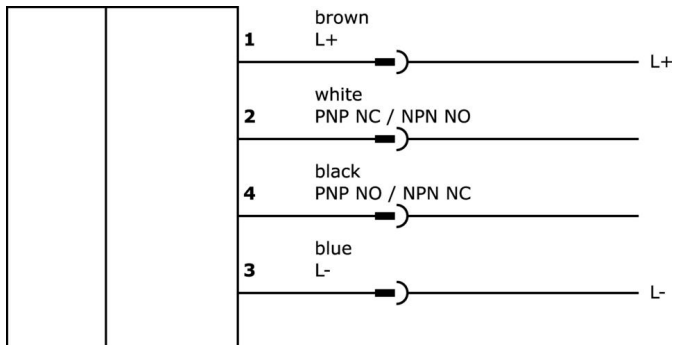 brown
1 L+
L+
white
2 PNP NC / NPN NO
black
4 PNP NO / NPN NC
blue
3 L-
L-